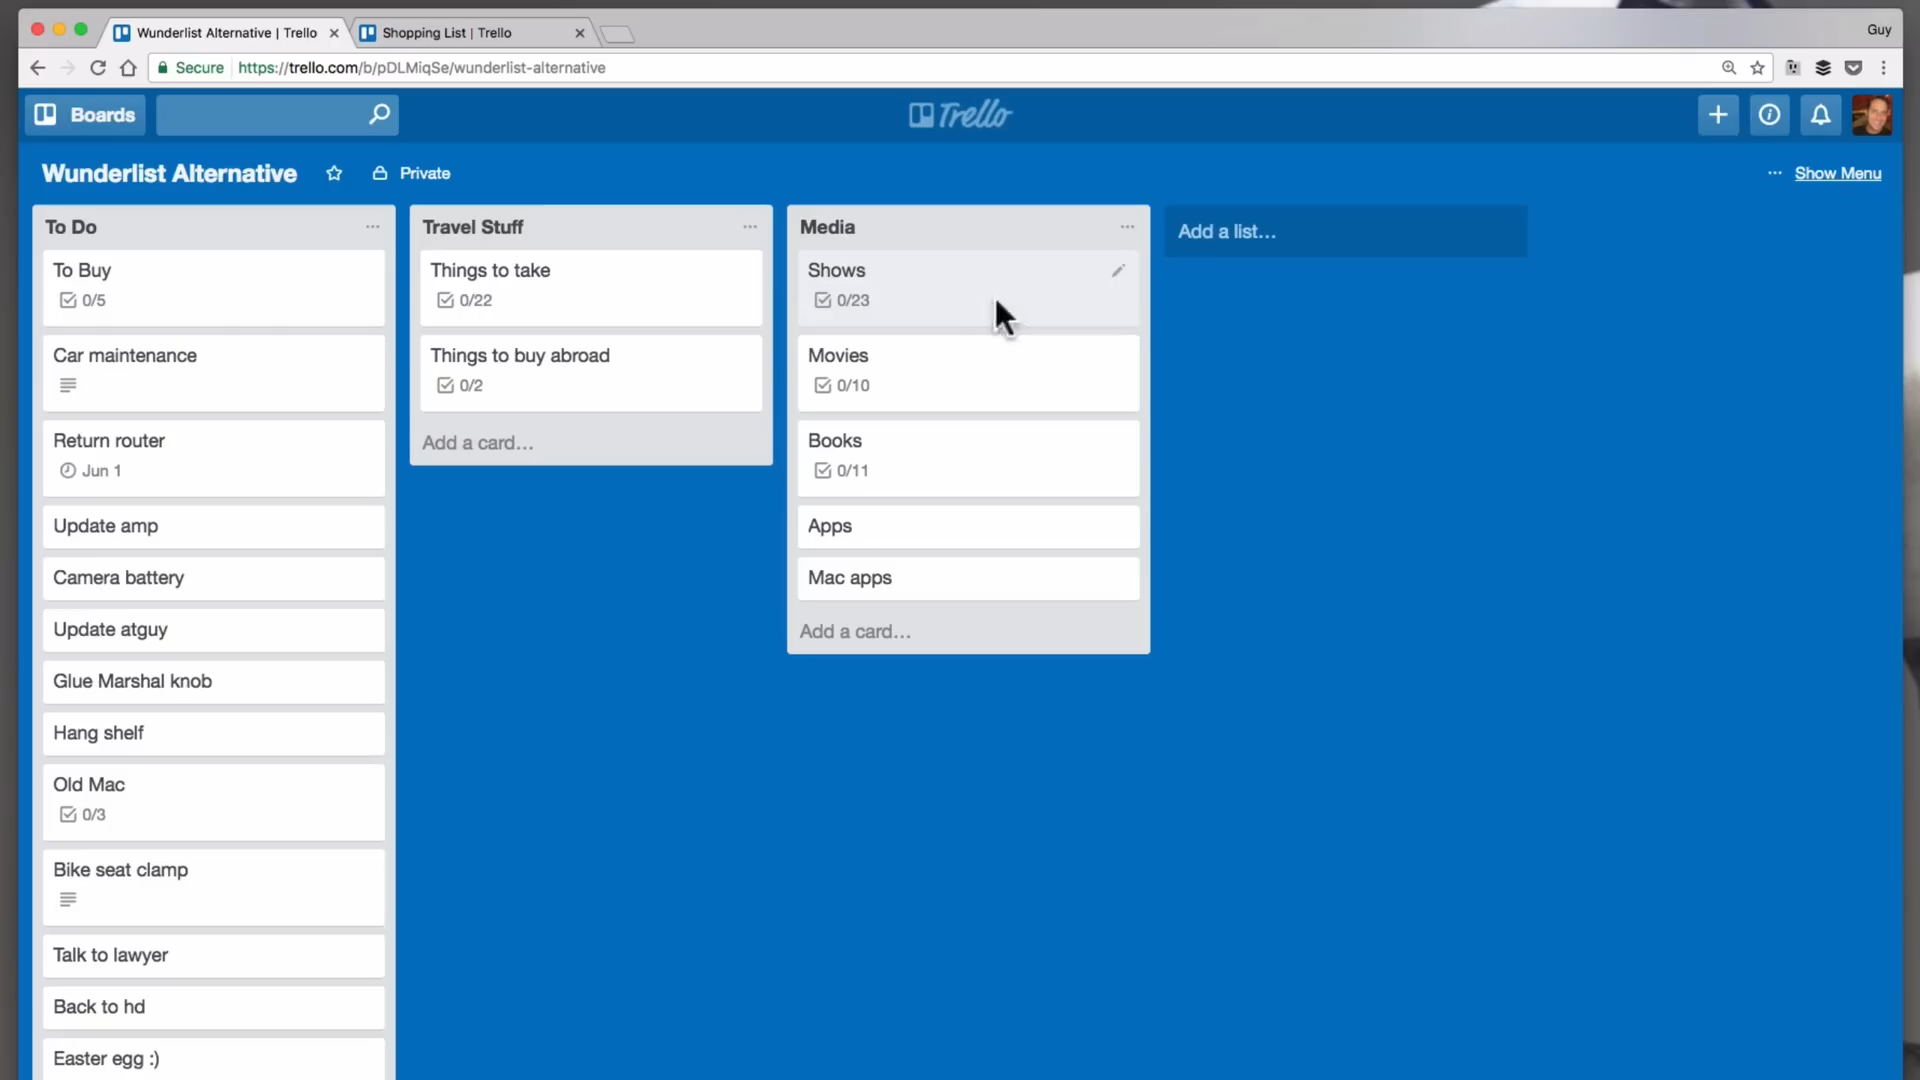 Wunderlist Alternative | Trello
Shopping List | Trello
Guy
Secure
https://trello.com/b/pDLMiqSe/wunderlist-alternative
Boards
Trello
Wunderlist Alternative
Private
... Show Menu
To Do
To Buy
0/5
Car maintenance
Return router
Jun 1
Update amp
Camera battery
Update atguy
Glue Marshal knob
Hang shelf
Old Mac
0/3
Bike seat clamp
Talk to lawyer
Back to hd
Easter egg :)
Travel Stuff
Things to take
0/22
Things to buy abroad
0/2
Add a card...
Media
Shows
0/23
Movies
0/10
Books
0/11
Apps
Mac apps
Add a card...
Add a list...